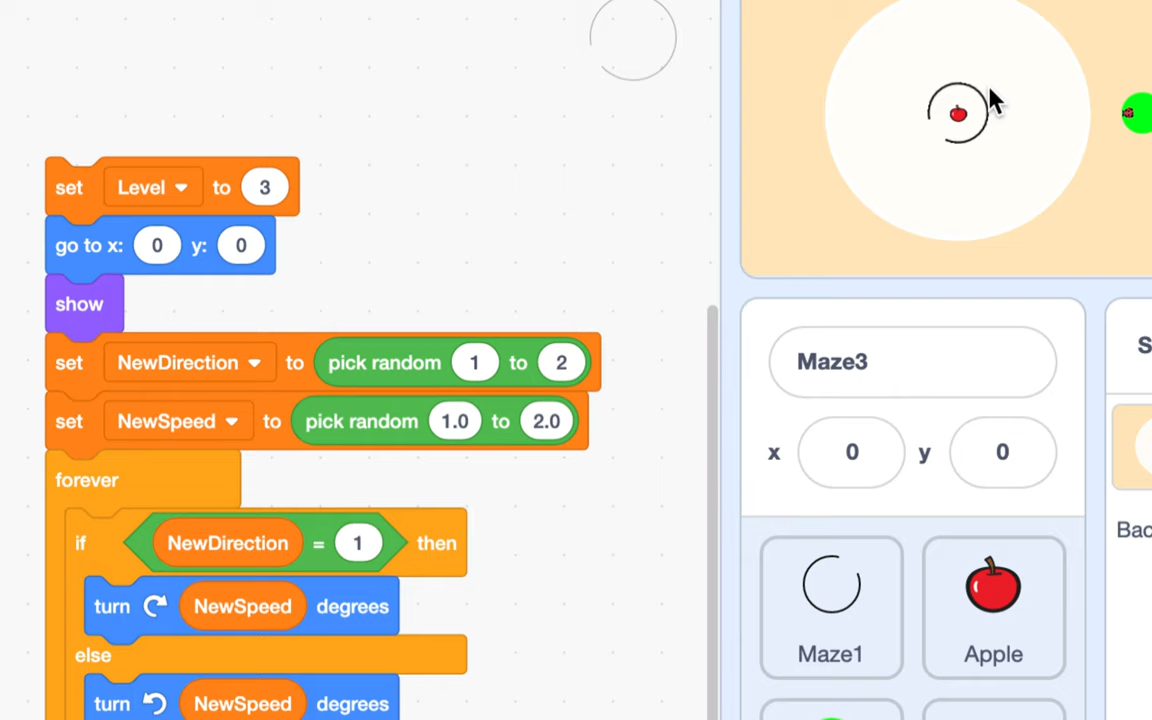 set Level to 3
go to x: 0 y: 0
show
set NewDirection to pick random 1 to 2
set NewSpeed to pick random 1.0 to 2.0
forever
if NewDirection = 1 then
turn NewSpeed degrees
else
turn NewSpeed degrees
Maze3
x 0 y 0
Maze1
Apple
S
Bac